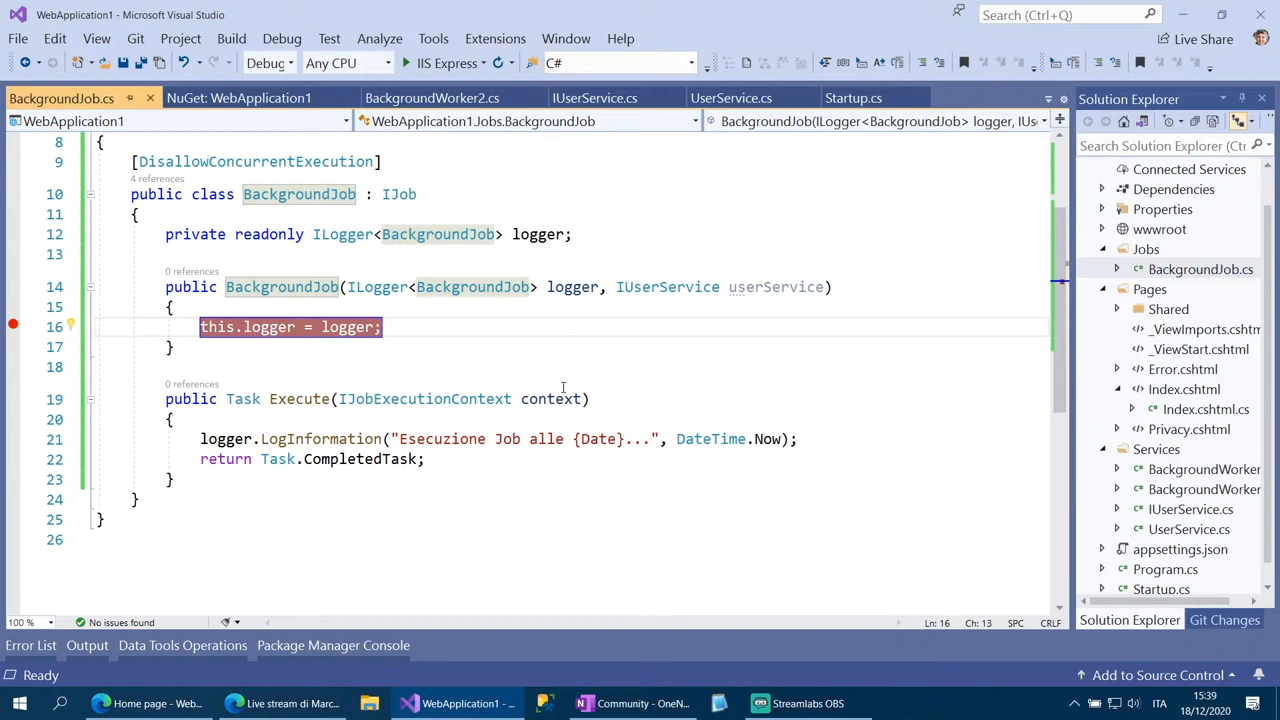 WebApplication1 - Microsoft Visual Studio
Search (Ctrl+Q)
File Edit View Git Project Build Debug Test Analyze Tools Extensions Window Help
Live Share
Debug Any CPU IIS Express C#
BackgroundJob.cs NuGet: WebApplication1 BackgroundWorker2.cs IUserService.cs UserService.cs Startup.cs
WebApplication1 WebApplication1.Jobs.BackgroundJob BackgroundJob(ILogger<BackgroundJob> logger, IUse
8 {
9 [DisallowConcurrentExecution]
4 references
10 public class BackgroundJob : IJob
11 {
12 private readonly ILogger<BackgroundJob> logger;
13
0 references
14 public BackgroundJob(ILogger<BackgroundJob> logger, IUserService userService)
15 {
16 this.logger = logger;
17 }
18
0 references
19 public Task Execute(IJobExecutionContext context)
20 {
21 logger.LogInformation("Esecuzione Job alle {Date}...", DateTime.Now);
22 return Task.CompletedTask;
23 }
24 }
25 }
26
100 % No issues found Ln: 16 Ch: 13 SPC CRLF
Solution Explorer
Search Solution Explorer (Ctr
Connected Services
Dependencies
Properties
wwwroot
Jobs
BackgroundJob.cs
Pages
Shared
_ViewImports.cshtm
_ViewStart.cshtml
Error.cshtml
Index.cshtml
Index.cshtml.cs
Privacy.cshtml
Services
BackgroundWorker
BackgroundWorker
IUserService.cs
UserService.cs
appsettings.json
Program.cs
Startup.cs
Solution Explorer Git Changes
Error List Output Data Tools Operations Package Manager Console
Ready Add to Source Control
Home page - Web... Live stream di Marc... WebApplication1 - ... Community - OneN... Streamlabs OBS ITA
15:39
18/12/2020